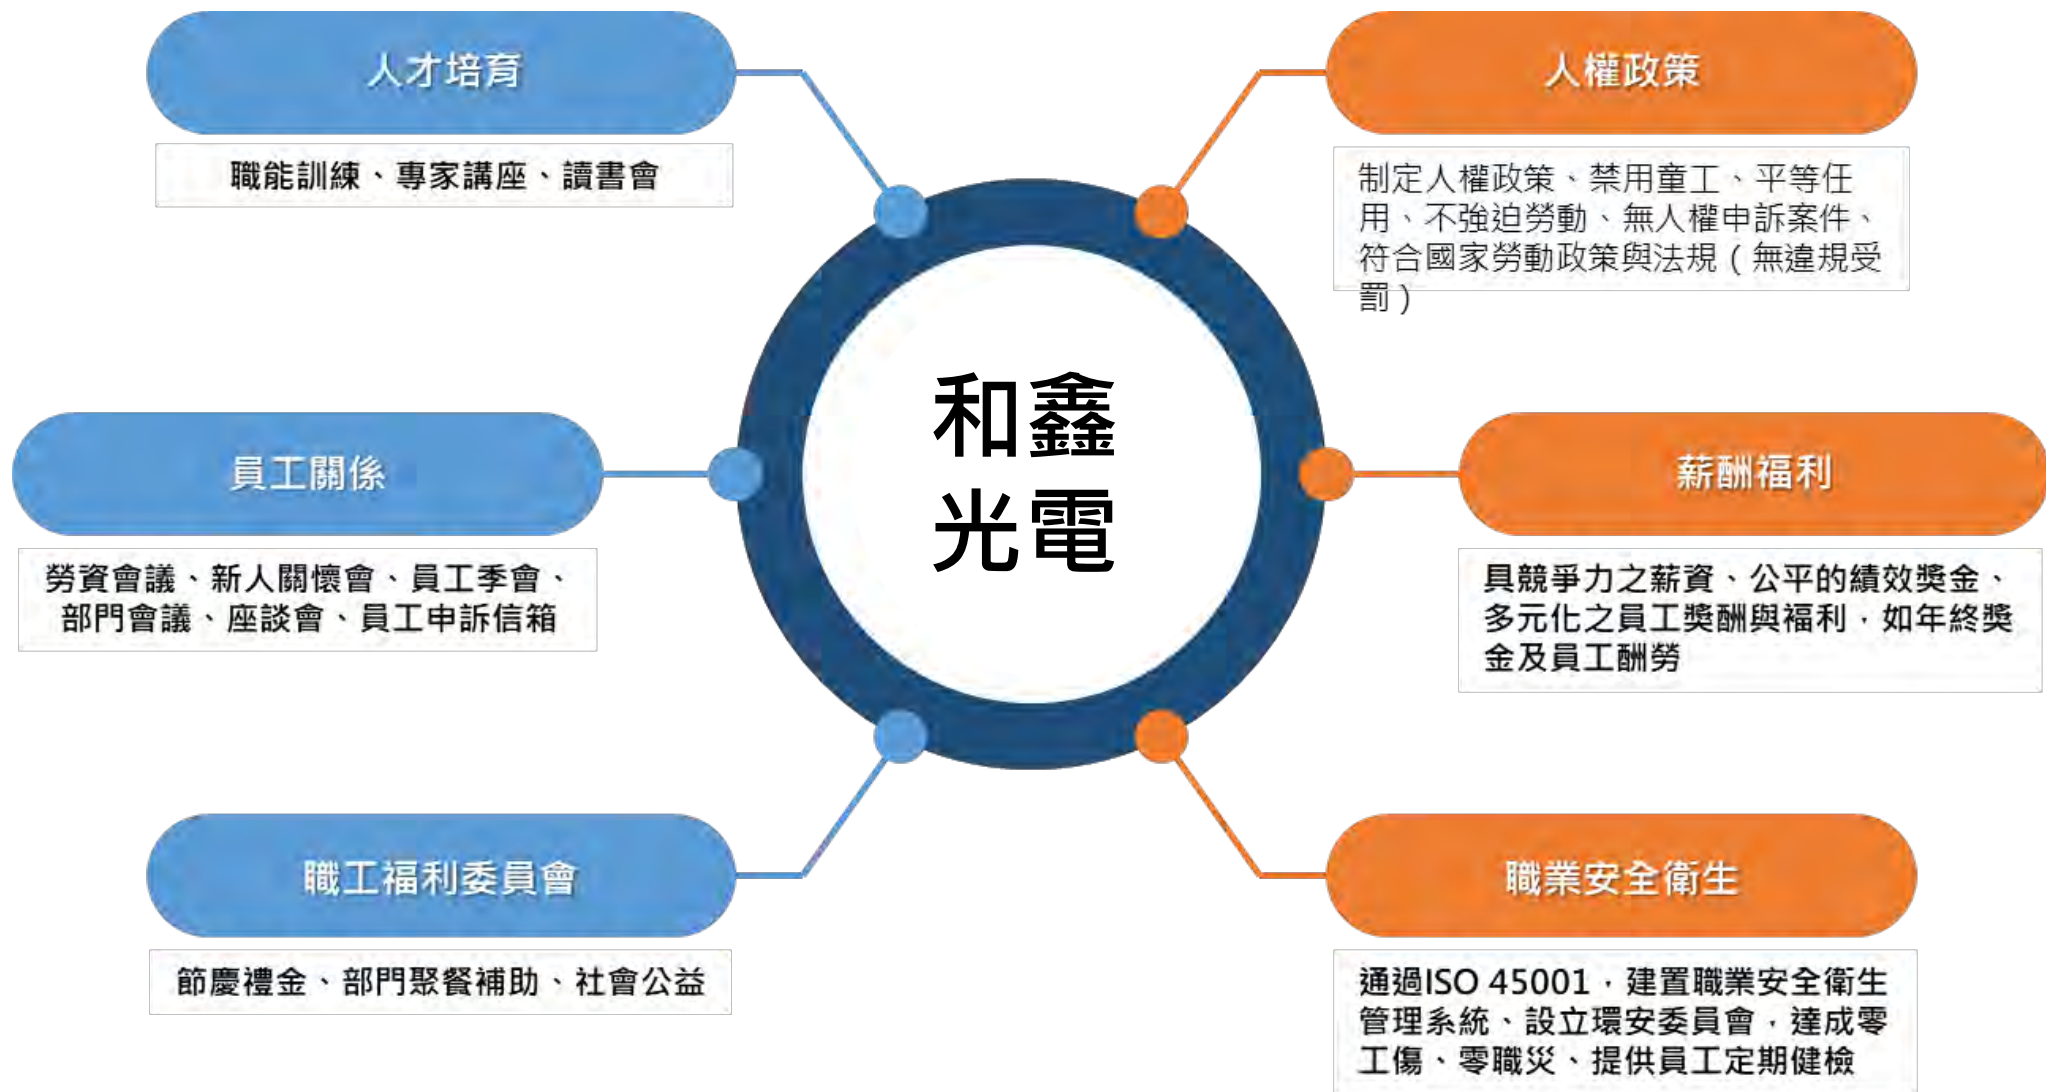 人才培育
職能訓練、專家講座、讀書會
員工關係
勞資會議、新人關懷會、員工季會、
部門會議、座談會、員工申訴信箱
職工福利委員會
節慶禮金、部門聚餐補助、社會公益
和鑫
光電
人權政策
制定人權政策、禁用童工、平等任
用、不強迫勞動、無人權申訴案件、
符合國家勞動政策與法規（無違規受
罰）
薪酬福利
具競爭力之薪資、公平的績效獎金、
多元化之員工獎酬與福利，如年終獎
金及員工酬勞
職業安全衛生
通過ISO 45001，建置職業安全衛生
管理系統、設立環安委員會，達成零
工傷、零職災、提供員工定期健檢